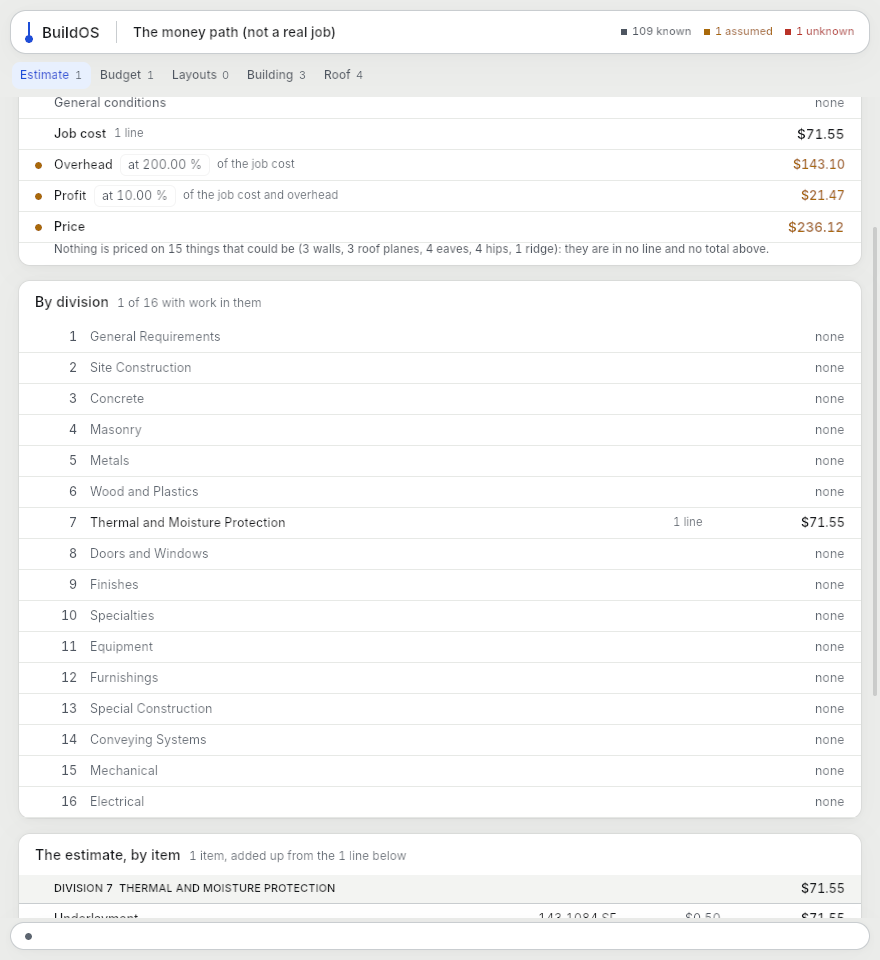 BuildOS The money path (not a real job) 109 known 1 assumed 1 unknown
Estimate 1 Budget 1 Layouts 0 Building 3 Roof 4
General conditions none
Job cost 1 line $71.55
Overhead at 200.00 % of the job cost $143.10
Profit at 10.00 % of the job cost and overhead $21.47
Price $236.12
Nothing is priced on 15 things that could be (3 walls, 3 roof planes, 4 eaves, 4 hips, 1 ridge): they are in no line and no total above.
By division 1 of 16 with work in them
1 General Requirements none
2 Site Construction none
3 Concrete none
4 Masonry none
5 Metals none
6 Wood and Plastics none
7 Thermal and Moisture Protection 1 line $71.55
8 Doors and Windows none
9 Finishes none
10 Specialties none
11 Equipment none
12 Furnishings none
13 Special Construction none
14 Conveying Systems none
15 Mechanical none
16 Electrical none
The estimate, by item 1 item, added up from the 1 line below
DIVISION 7 THERMAL AND MOISTURE PROTECTION $71.55
Underlayment 143.1084 SF $0.50 $71.55